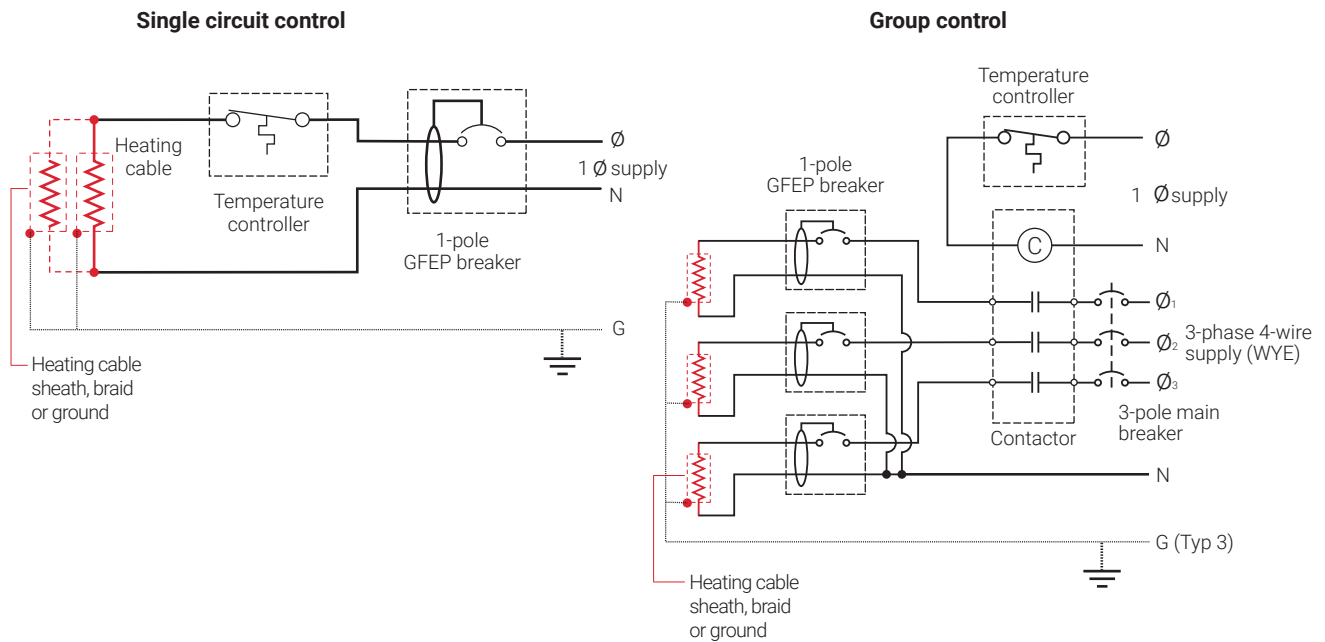 Single circuit control
Heating
cable
Temperature
controller
1-pole
GFEP breaker
Ø
1 Ø supply
N
G
Heating cable
sheath, braid
or ground
Group control
Temperature
controller
Ø
1 Ø supply
N
C
1-pole
GFEP breaker
Ø1
Ø2 3-phase 4-wire
supply (WYE)
Ø3
3-pole main
breaker
Contactor
N
G (Typ 3)
Heating cable
sheath, braid
or ground